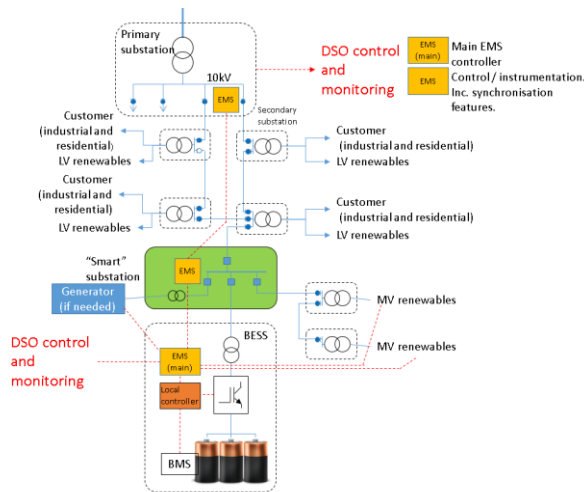 Primary
substation
10kV
EMS
DSO control
and
monitoring
EMS
(main)
Main EMS
controller
EMS
Control / instrumentation.
Inc. synchronisation
features.
Secondary
substation
Customer
(industrial and
residential)
LV renewables
Customer
(industrial and residential)
LV renewables
Customer
(industrial and
residential)
LV renewables
Customer
(industrial and residential)
LV renewables
"Smart"
substation
EMS
Generator
(if needed)
MV renewables
MV renewables
DSO control
and
monitoring
BESS
EMS
(main)
Local
controller
BMS